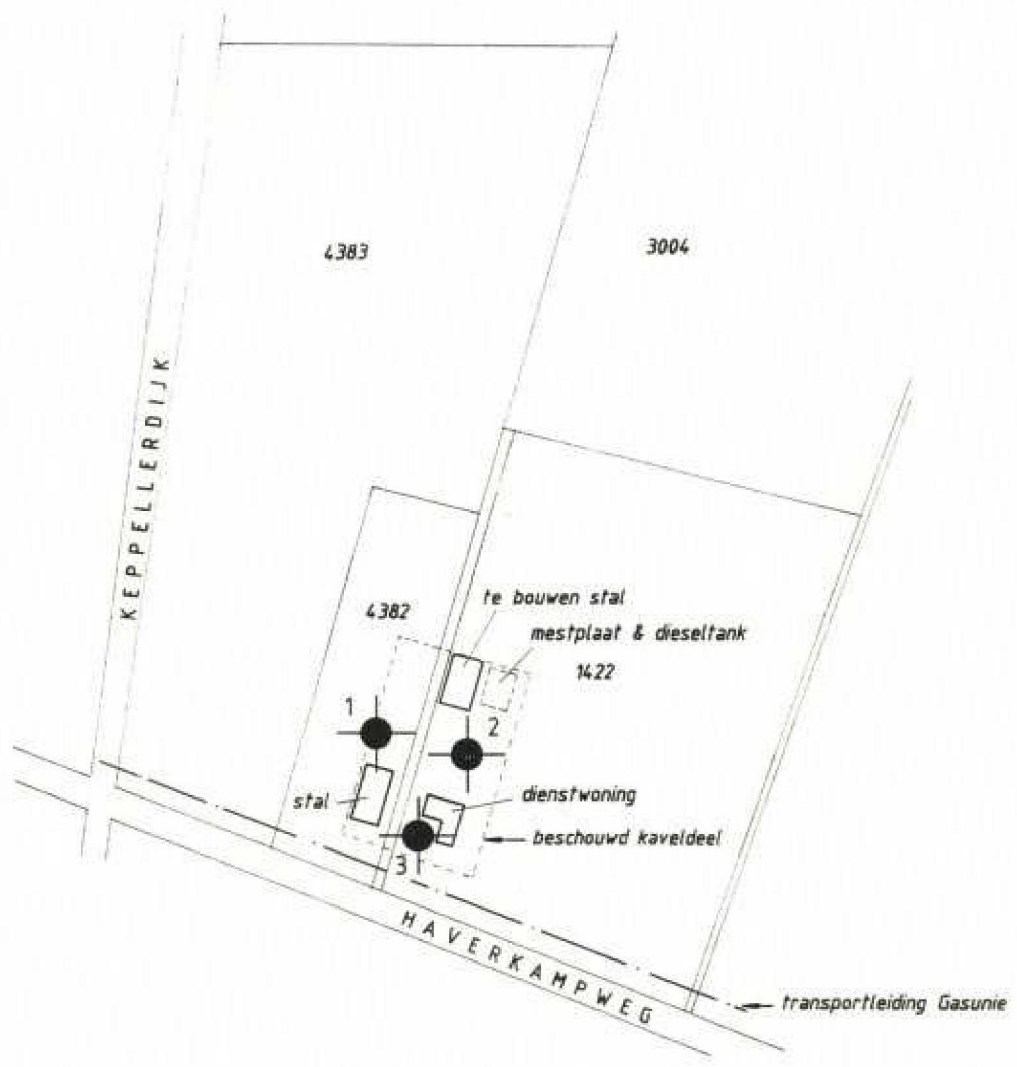 4383
3004
KEPPELLERDIJK
te bouwen stal
4382
mestplaat & dieseltank
1422
1
2
stal
dienstwoning
beschouwd kaveldeel
3
HAVERKAMPWEG
transportleiding Gasunie